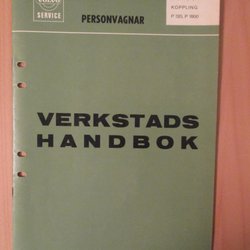 VOLVO
SERVICE
PERSONVAGNAR
KOPPLING
P 120, P 1800
VERKSTADS
HANDBOK